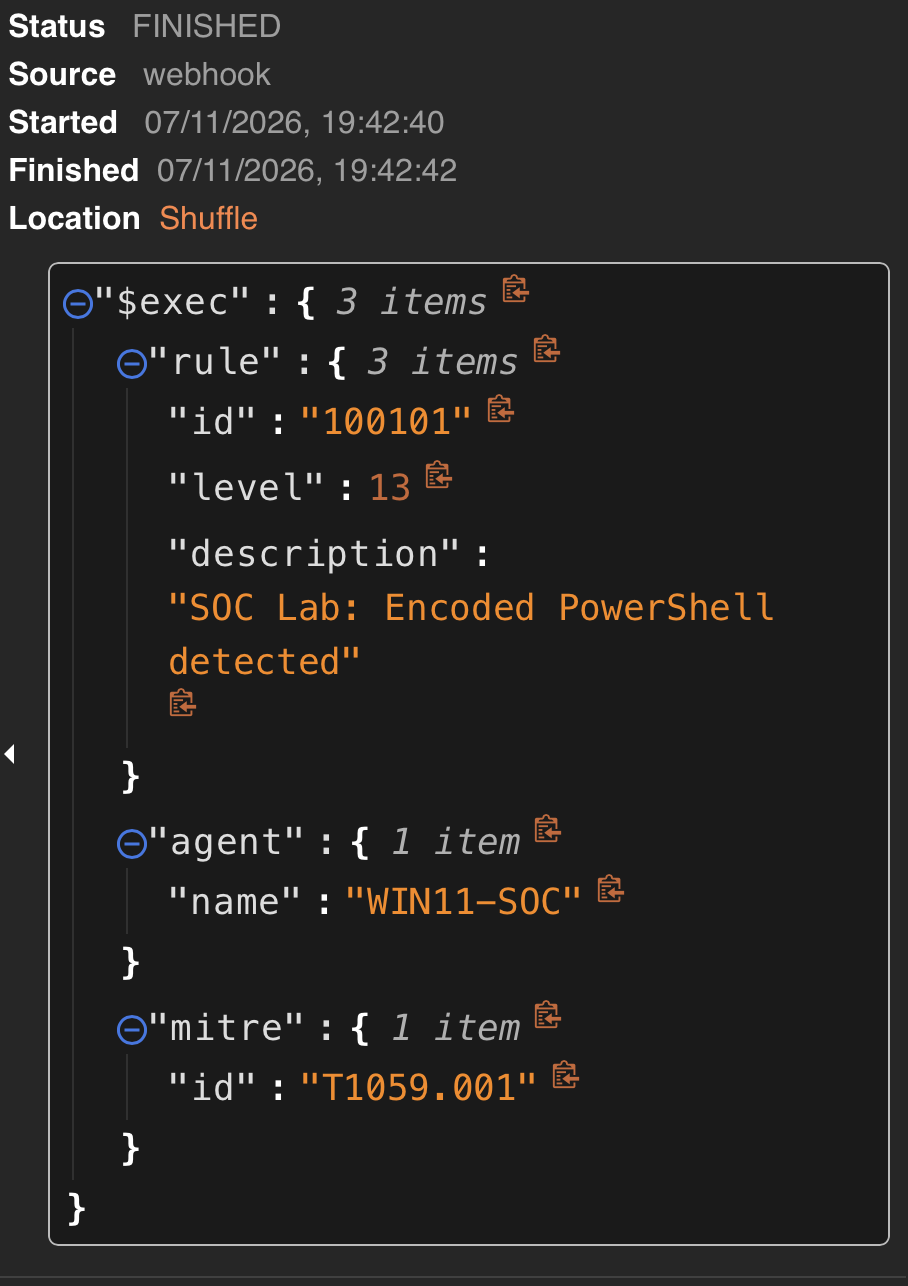 Status FINISHED
Source webhook
Started 07/11/2026, 19:42:40
Finished 07/11/2026, 19:42:42
Location Shuffle
"$exec" : { 3 items
"rule" : { 3 items
"id" : "100101"
"level" : 13
"description" :
"SOC Lab: Encoded PowerShell
detected"
}
"agent" : { 1 item
"name" : "WIN11-SOC"
}
"mitre" : { 1 item
"id" : "T1059.001"
}
}